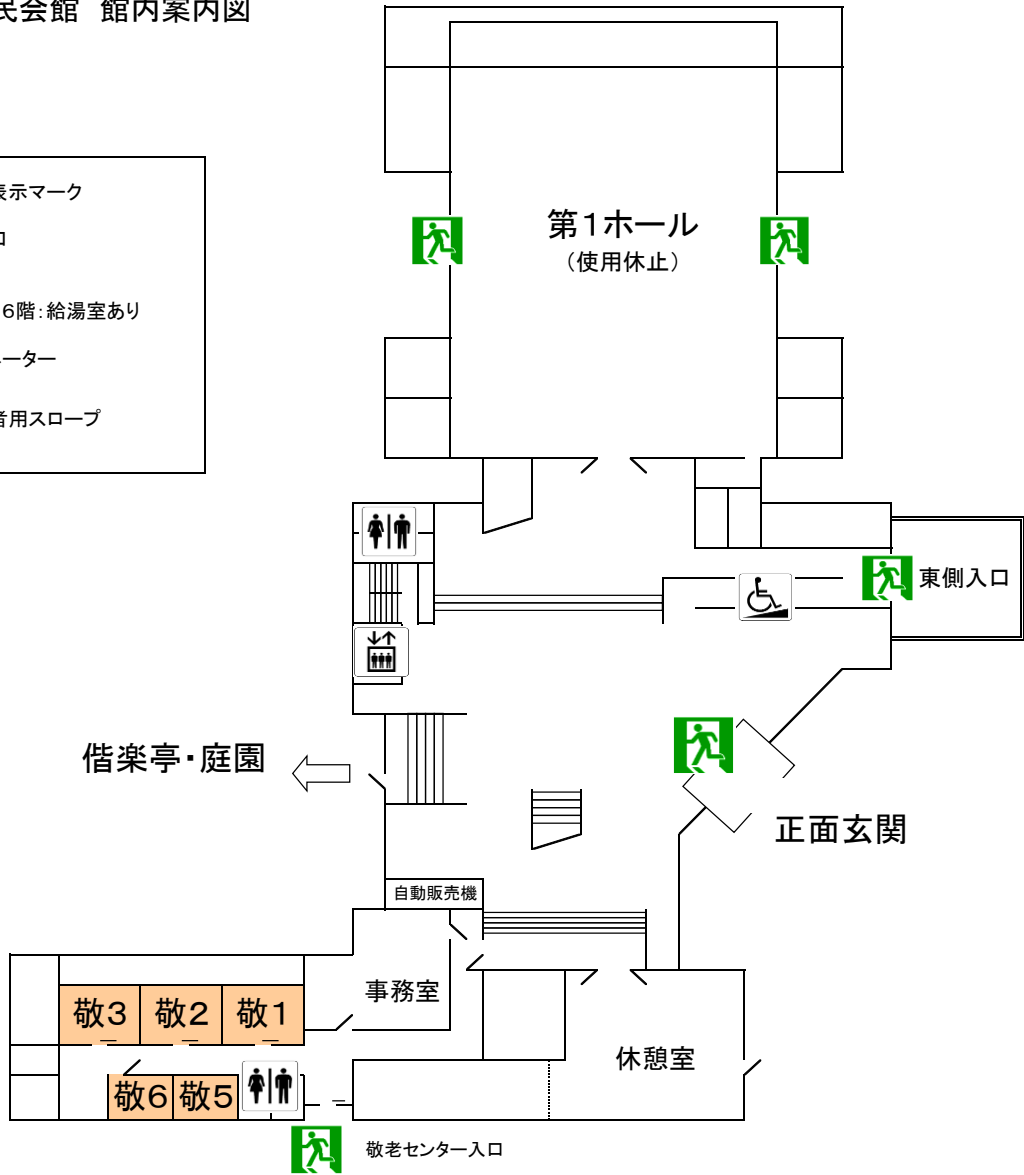 民会館 館内案内図
表示マーク
口
6階:給湯室あり
ーター
者用スロープ
第1ホール
(使用休止)
東側入口
偕楽亭・庭園
正面玄関
自動販売機
事務室
敬3
敬2
敬1
休憩室
敬6
敬5
敬老センター入口